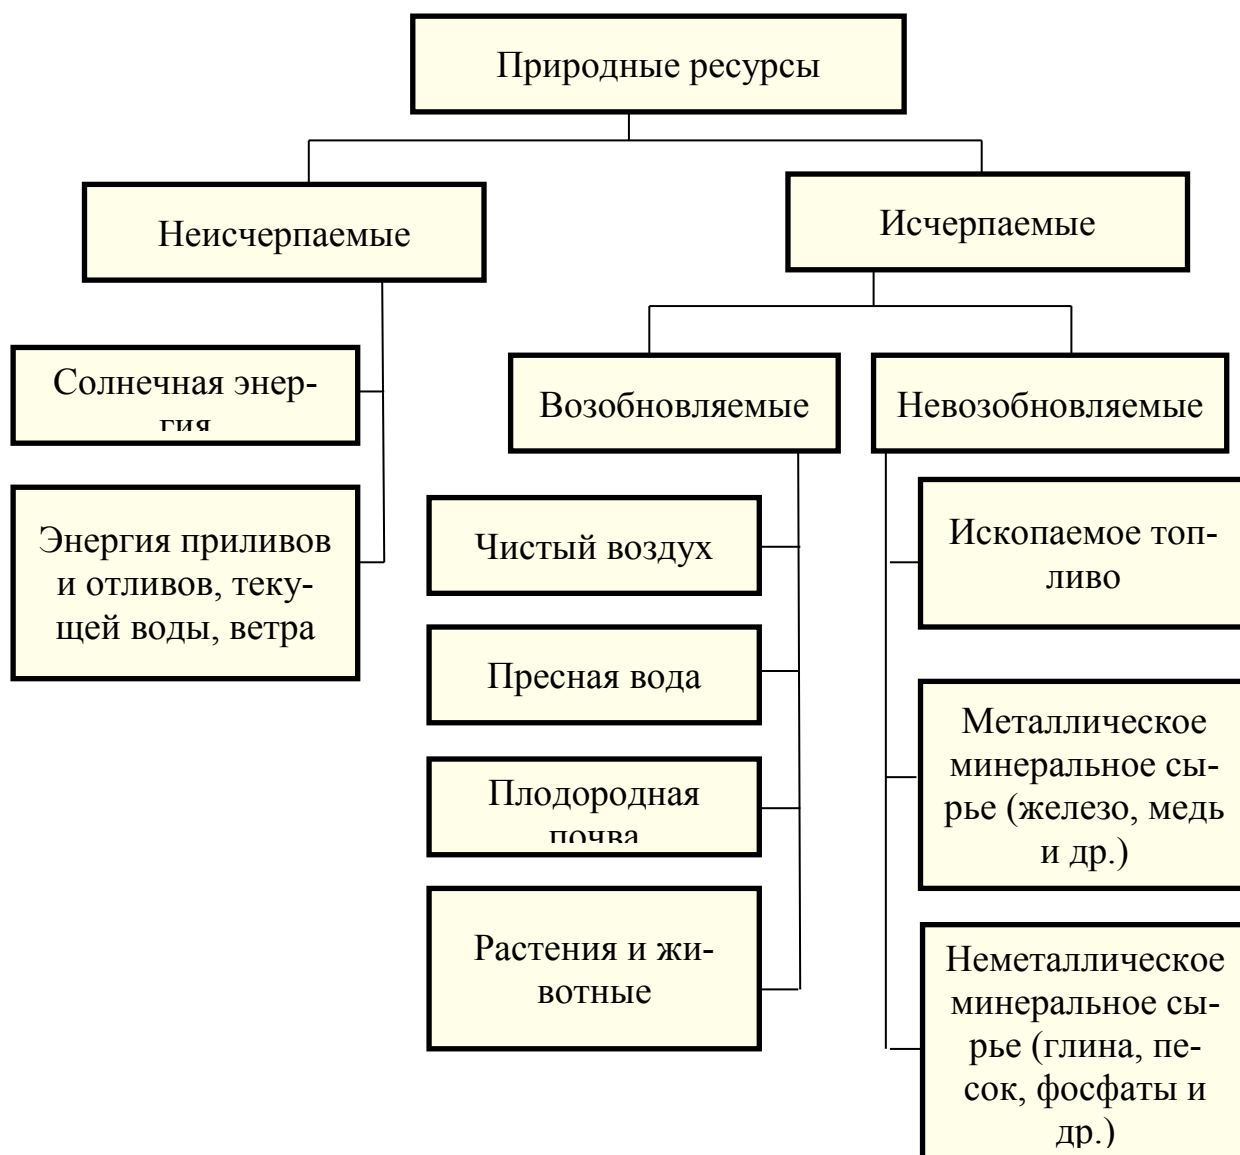 Природные ресурсы
Неисчерпаемые
Исчерпаемые
Солнечная энер-
гия
Энергия приливов
и отливов, теку-
щей воды, ветра
Возобновляемые
Чистый воздух
Пресная вода
Плодородная
почва
Растения и жи-
вотные
Невозобновляемые
Ископаемое топ-
ливо
Металлическое
минеральное сы-
рье (железо, медь
и др.)
Неметаллическое
минеральное сы-
рье (глина, пе-
сок, фосфаты и
др.)